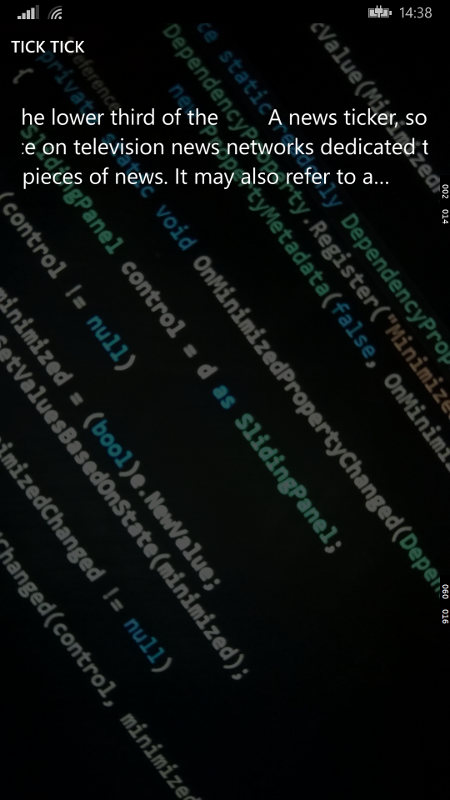 14:38
TICK TICK
he lower third of the A news ticker, so
e on television news networks dedicated t
pieces of news. It may also refer to a...
ce static readonly DependencyProp
DependencyProperty.Register("Minimize
new PropertyMetadata(false, OnMinimi
private static void OnMinimizedPropertyChanged(Depen
{
SlidingPanel control = d as SlidingPanel;
(control != null)
minimized = (bool)e.NewValue;
SetValuesBasedOnState(minimized);
imizedChanged != null)
Changed(control, minimized
cValue(Minimized
002 014
060 016